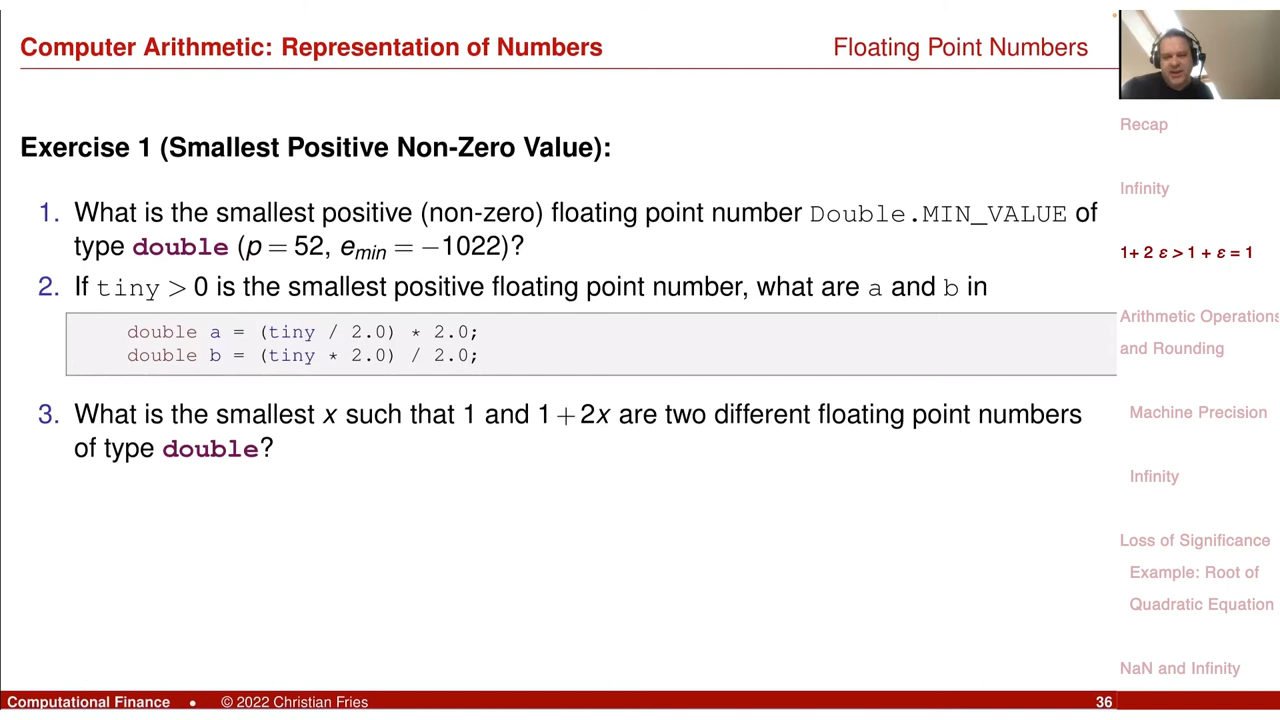 Computer Arithmetic: Representation of Numbers
Floating Point Numbers
Exercise 1 (Smallest Positive Non-Zero Value):
1. What is the smallest positive (non-zero) floating point number Double.MIN_VALUE of
type double (p = 52, e_min = −1022)?
2. If tiny > 0 is the smallest positive floating point number, what are a and b in
double a = (tiny / 2.0) * 2.0;
double b = (tiny * 2.0) / 2.0;
3. What is the smallest x such that 1 and 1 + 2x are two different floating point numbers
of type double?
Recap
Infinity
1+ 2 ε > 1 + ε = 1
Arithmetic Operations
and Rounding
Machine Precision
Infinity
Loss of Significance
Example: Root of
Quadratic Equation
NaN and Infinity
Computational Finance • © 2022 Christian Fries
36